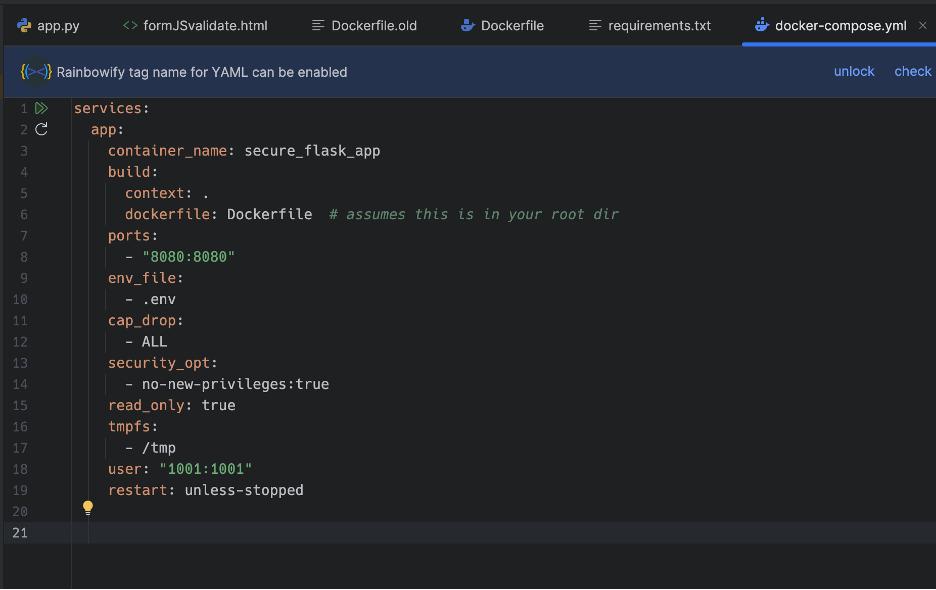 app.py formJSvalidate.html Dockerfile.old Dockerfile requirements.txt docker-compose.yml
Rainbowify tag name for YAML can be enabled unlock check
1 services:
2 app:
3 container_name: secure_flask_app
4 build:
5 context: .
6 dockerfile: Dockerfile # assumes this is in your root dir
7 ports:
8 - "8080:8080"
9 env_file:
10 - .env
11 cap_drop:
12 - ALL
13 security_opt:
14 - no-new-privileges:true
15 read_only: true
16 tmpfs:
17 - /tmp
18 user: "1001:1001"
19 restart: unless-stopped
20
21